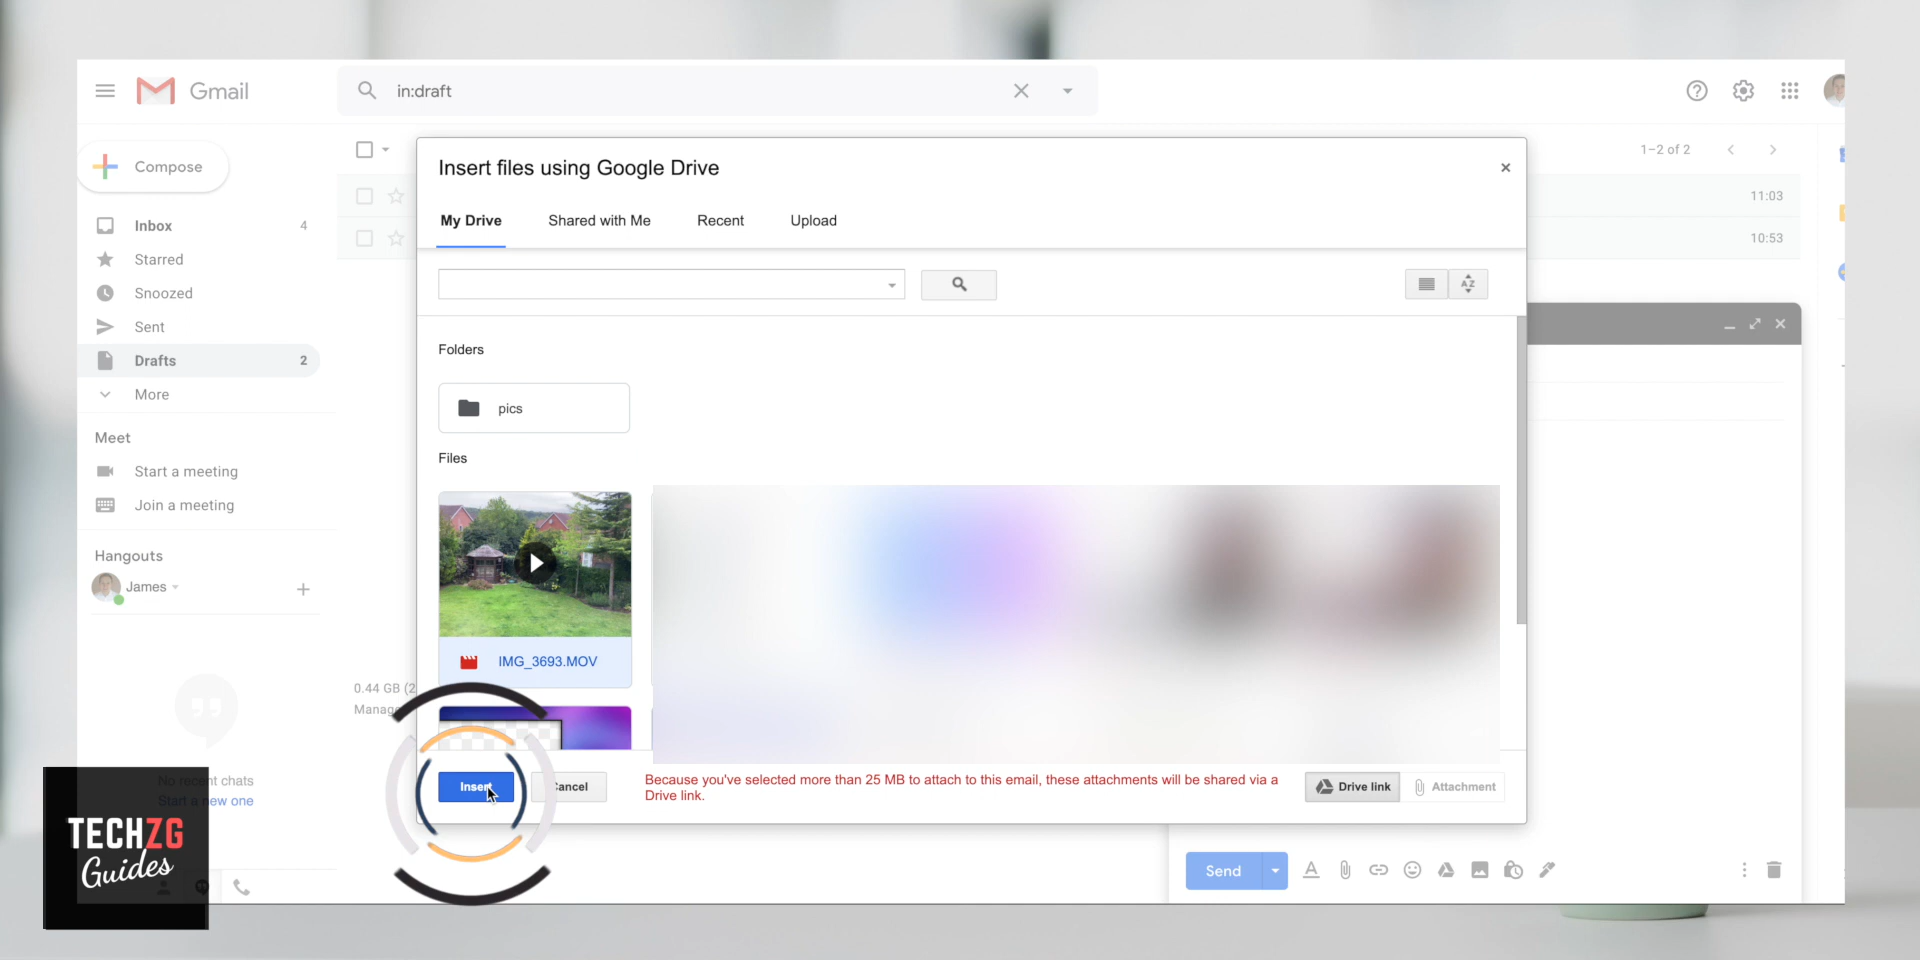 Gmail
in:draft
Compose
1–2 of 2
11:03
10:53
Inbox 4
Starred
Snoozed
Sent
Drafts 2
More
Meet
Start a meeting
Join a meeting
Hangouts
James
No recent chats
Start a new one
0.44 GB (2
Manag
Insert files using Google Drive
×
My Drive Shared with Me Recent Upload
AZ
Folders
pics
Files
IMG_3693.MOV
Insert
Cancel
Because you've selected more than 25 MB to attach to this email, these attachments will be shared via a
Drive link.
Drive link
Attachment
Send
TECHZG
Guides